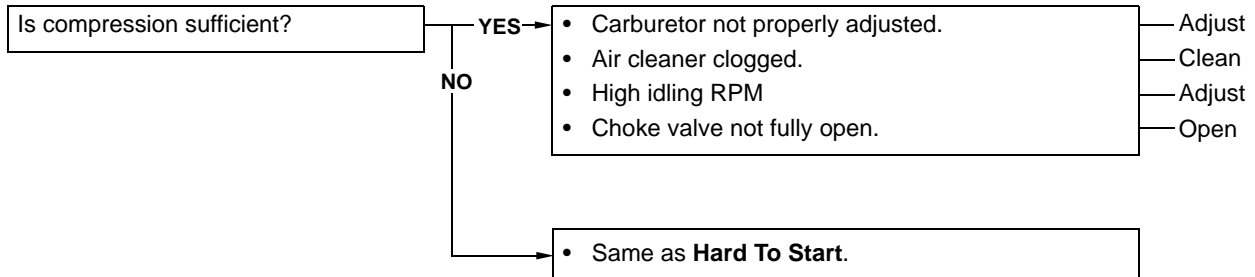 Is compression sufficient?
YES
• Carburetor not properly adjusted.
Adjust
• Air cleaner clogged.
Clean
NO
• High idling RPM
Adjust
• Choke valve not fully open.
Open
• Same as Hard To Start.